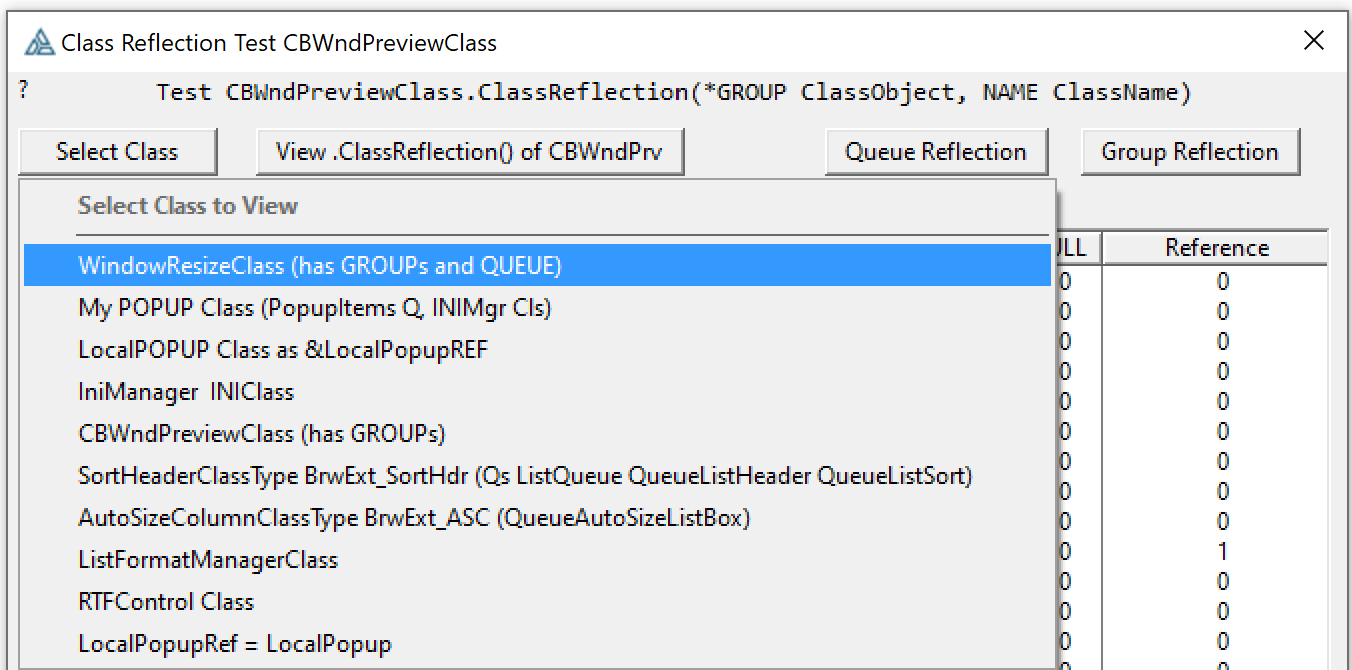 Class Reflection Test CBWndPreviewClass
? Test CBWndPreviewClass.ClassReflection(*GROUP ClassObject, NAME ClassName)
Select Class View .ClassReflection() of CBWndPrv Queue Reflection Group Reflection
Select Class to View
JLL Reference
WindowResizeClass (has GROUPs and QUEUE)
0 0
My POPUP Class (PopupItems Q, INIMgr Cls)
0 0
LocalPOPUP Class as &LocalPopupREF
0 0
IniManager  INIClass
0 0
0 0
CBWndPreviewClass (has GROUPs)
0 0
SortHeaderClassType BrwExt_SortHdr (Qs ListQueue QueueListHeader QueueListSort)
0 0
0 0
AutoSizeColumnClassType BrwExt_ASC (QueueAutoSizeListBox)
0 0
ListFormatManagerClass
0 1
0 0
RTFControl Class
0 0
LocalPopupRef = LocalPopup
0 0